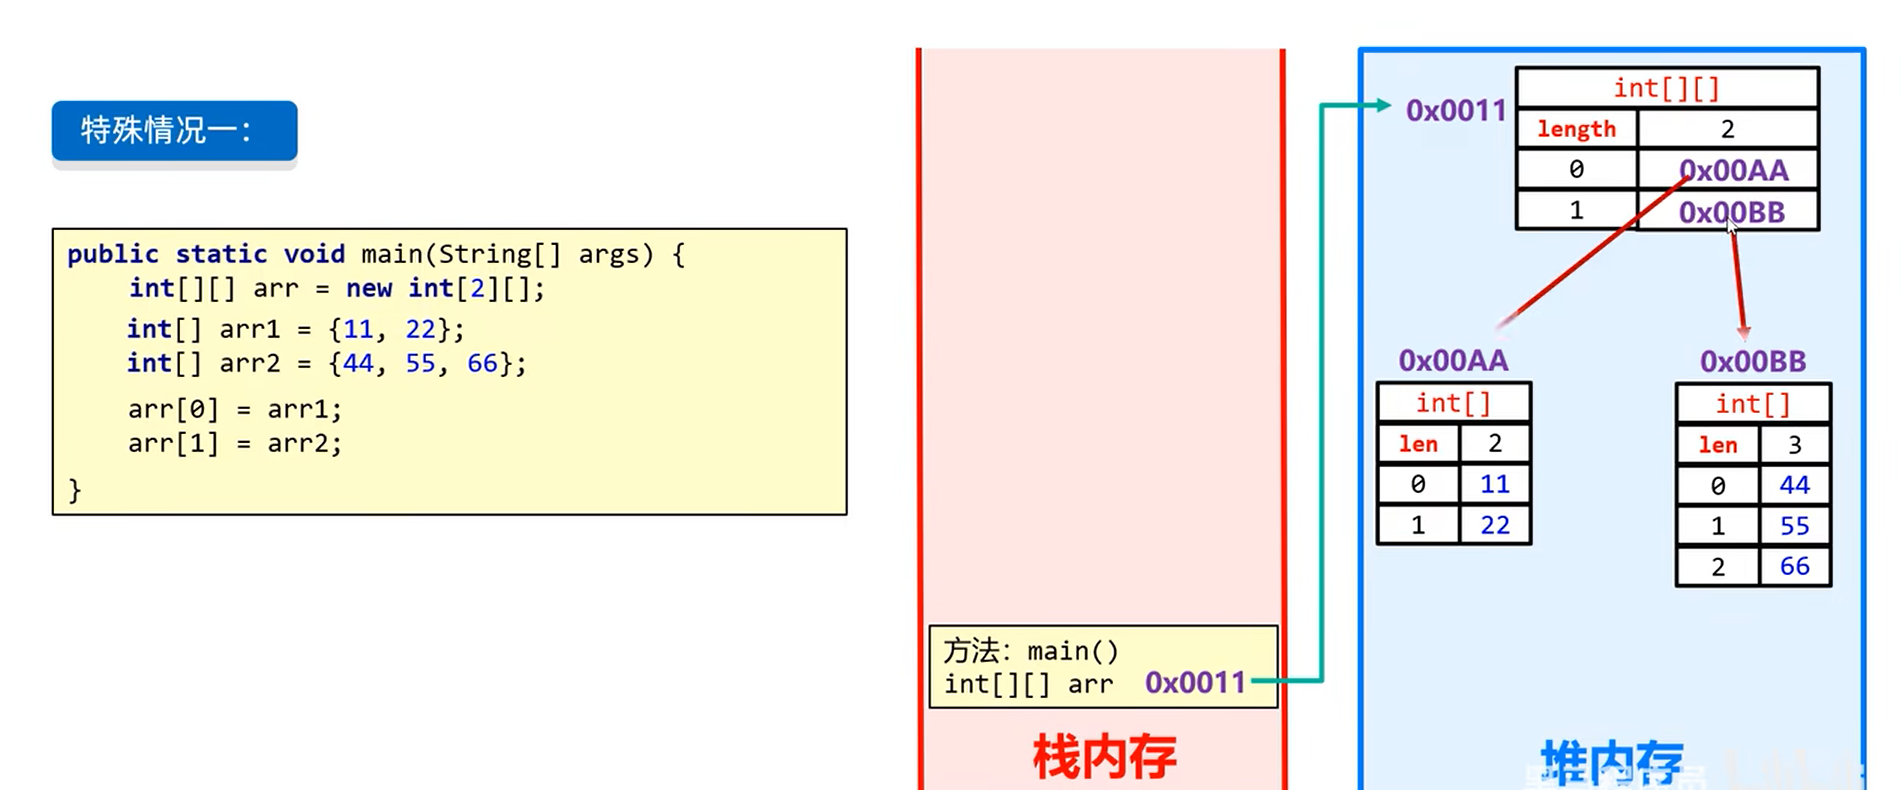 特殊情况一：
public static void main(String[] args) {
int[][] arr = new int[2][];
int[] arr1 = {11, 22};
int[] arr2 = {44, 55, 66};
arr[0] = arr1;
arr[1] = arr2;
}
方法：main()
int[][] arr 0x0011
栈内存
0x0011
int[][]
length 2
0 0x00AA
1 0x00BB
0x00AA
int[]
len 2
0 11
1 22
0x00BB
int[]
len 3
0 44
1 55
2 66
堆内存